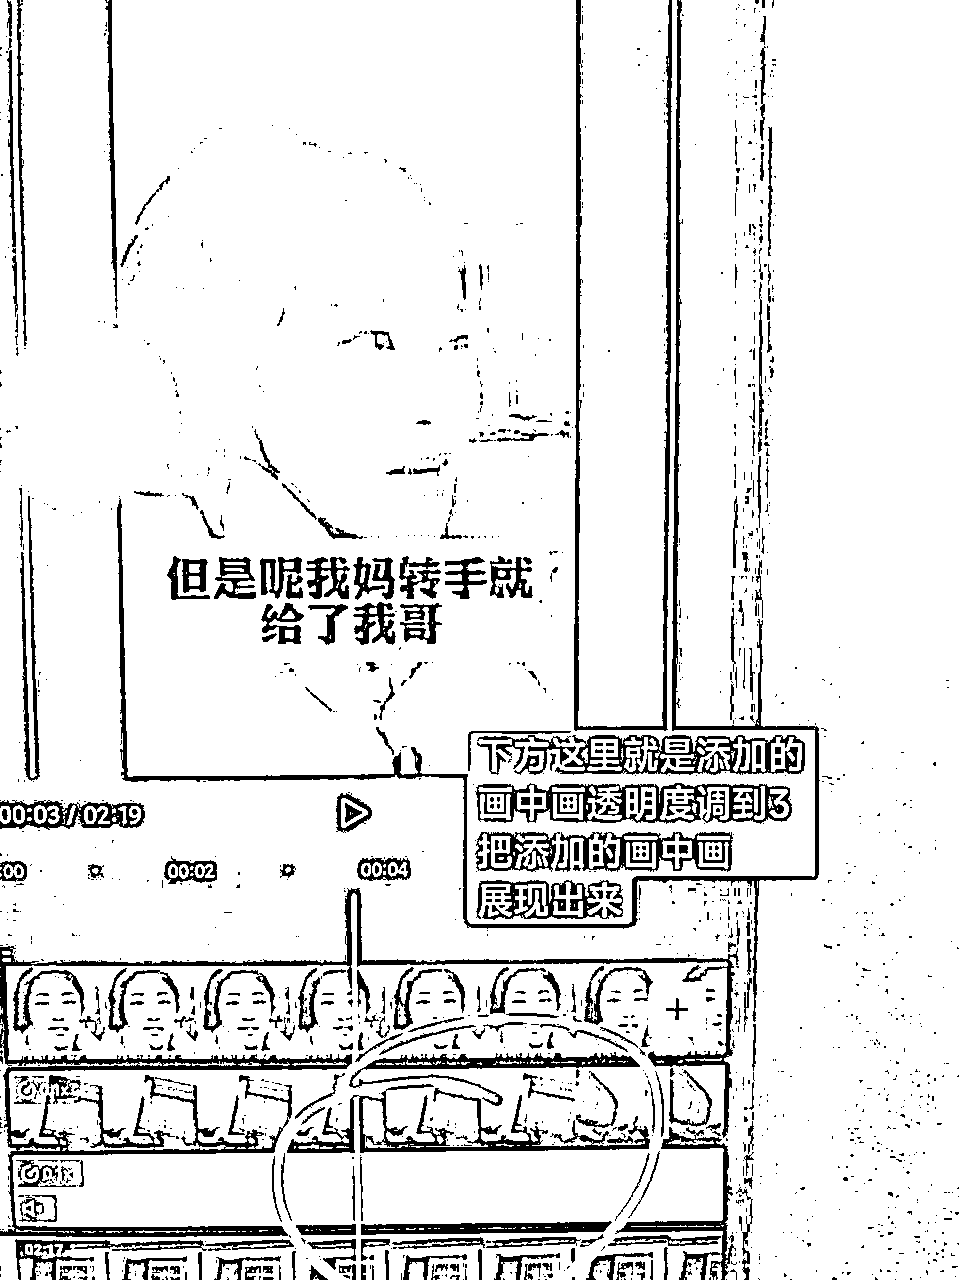 但是呢我妈转手就
给了我哥
下方这里就是添加的
画中画透明度调到3
把添加的画中画
展现出来
00:03 / 02:19
:00 00:02 00:04
0.1x
02:17